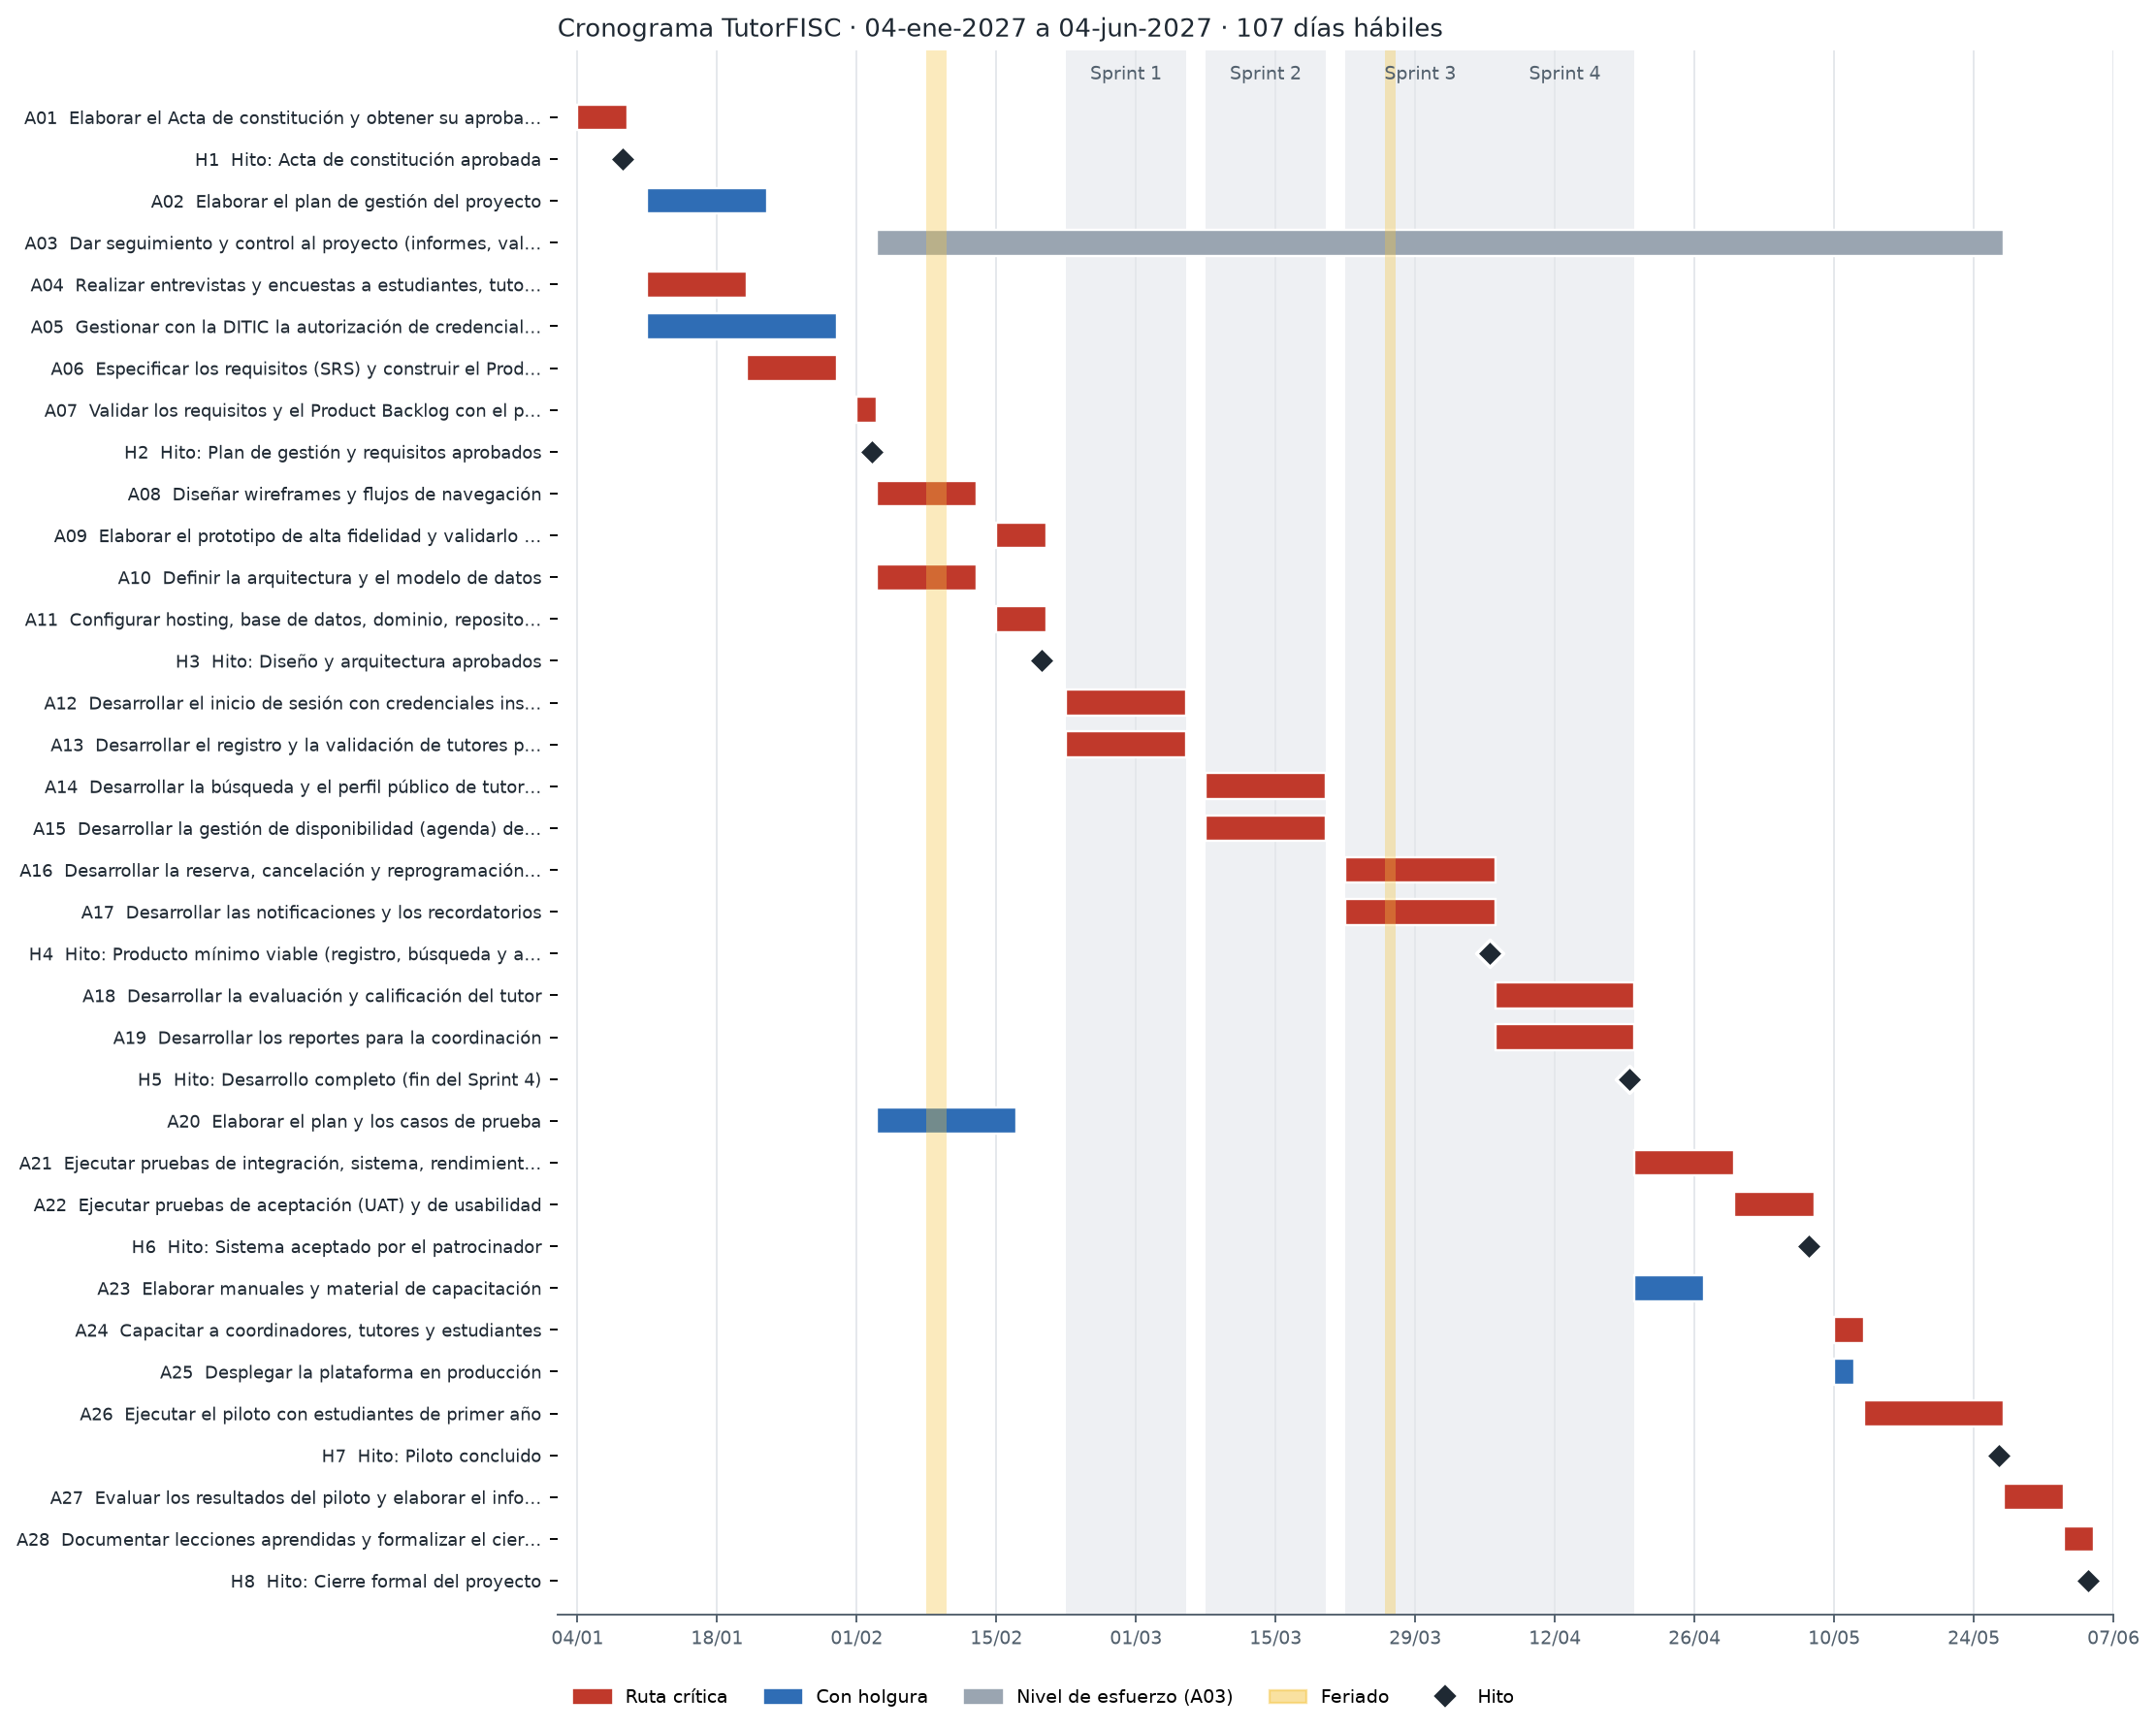 Cronograma TutorFISC · 04-ene-2027 a 04-jun-2027 · 107 días hábiles
Sprint 1
Sprint 2
Sprint 3
Sprint 4
A01 Elaborar el Acta de constitución y obtener su aproba…
H1 Hito: Acta de constitución aprobada
A02 Elaborar el plan de gestión del proyecto
A03 Dar seguimiento y control al proyecto (informes, val…
A04 Realizar entrevistas y encuestas a estudiantes, tuto…
A05 Gestionar con la DITIC la autorización de credencial…
A06 Especificar los requisitos (SRS) y construir el Prod…
A07 Validar los requisitos y el Product Backlog con el p…
H2 Hito: Plan de gestión y requisitos aprobados
A08 Diseñar wireframes y flujos de navegación
A09 Elaborar el prototipo de alta fidelidad y validarlo …
A10 Definir la arquitectura y el modelo de datos
A11 Configurar hosting, base de datos, dominio, reposito…
H3 Hito: Diseño y arquitectura aprobados
A12 Desarrollar el inicio de sesión con credenciales ins…
A13 Desarrollar el registro y la validación de tutores p…
A14 Desarrollar la búsqueda y el perfil público de tutor…
A15 Desarrollar la gestión de disponibilidad (agenda) de…
A16 Desarrollar la reserva, cancelación y reprogramación…
A17 Desarrollar las notificaciones y los recordatorios
H4 Hito: Producto mínimo viable (registro, búsqueda y a…
A18 Desarrollar la evaluación y calificación del tutor
A19 Desarrollar los reportes para la coordinación
H5 Hito: Desarrollo completo (fin del Sprint 4)
A20 Elaborar el plan y los casos de prueba
A21 Ejecutar pruebas de integración, sistema, rendimient…
A22 Ejecutar pruebas de aceptación (UAT) y de usabilidad
H6 Hito: Sistema aceptado por el patrocinador
A23 Elaborar manuales y material de capacitación
A24 Capacitar a coordinadores, tutores y estudiantes
A25 Desplegar la plataforma en producción
A26 Ejecutar el piloto con estudiantes de primer año
H7 Hito: Piloto concluido
A27 Evaluar los resultados del piloto y elaborar el info…
A28 Documentar lecciones aprendidas y formalizar el cier…
H8 Hito: Cierre formal del proyecto
04/01 18/01 01/02 15/02 01/03 15/03 29/03 12/04 26/04 10/05 24/05 07/06
Ruta crítica
Con holgura
Nivel de esfuerzo (A03)
Feriado
Hito